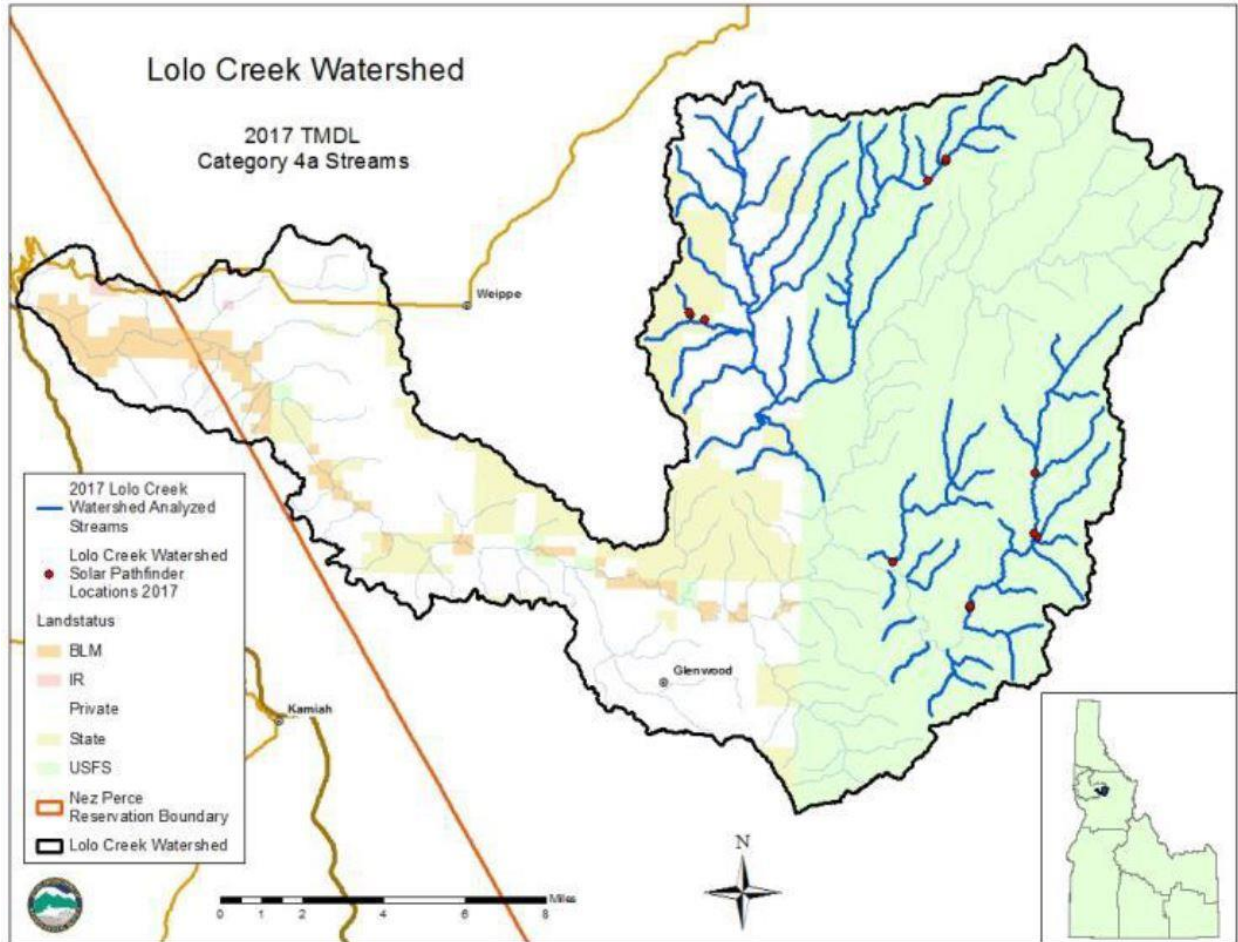 Lolo Creek Watershed
2017 TMDL
Category 4a Streams
Weippe
Glenwood
Kamiah
2017 Lolo Creek
Watershed Analyzed
Streams
Lolo Creek Watershed
Solar Pathfinder
Locations 2017
Landstatus
BLM
IR
Private
State
USFS
Nez Perce
Reservation Boundary
Lolo Creek Watershed
N
Miles
0 1 2 4 6 8